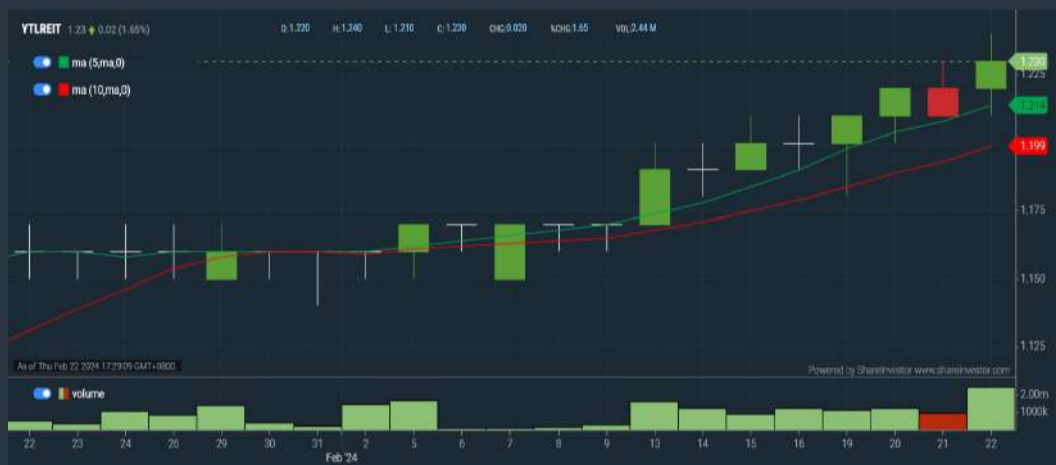 YTLREIT 1.23 0.02 (1.65%) O:1.220 H:1.240 L:1.210 C:1.230 CHG:0.020 %CHG:1.65 VOL:2.44 M
ma (5,ma,0)
ma (10,ma,0)
1.230
1.225
1.214
1.199
1.175
1.150
1.125
As of Thu Feb 22 2024 17:29:09 GMT+0800
Powered by ShareInvestor www.shareinvestor.com
volume
2.00m
1000k
22 23 24 26 29 30 31 2 5 6 7 8 9 13 14 15 16 19 20 21 22
Feb '24